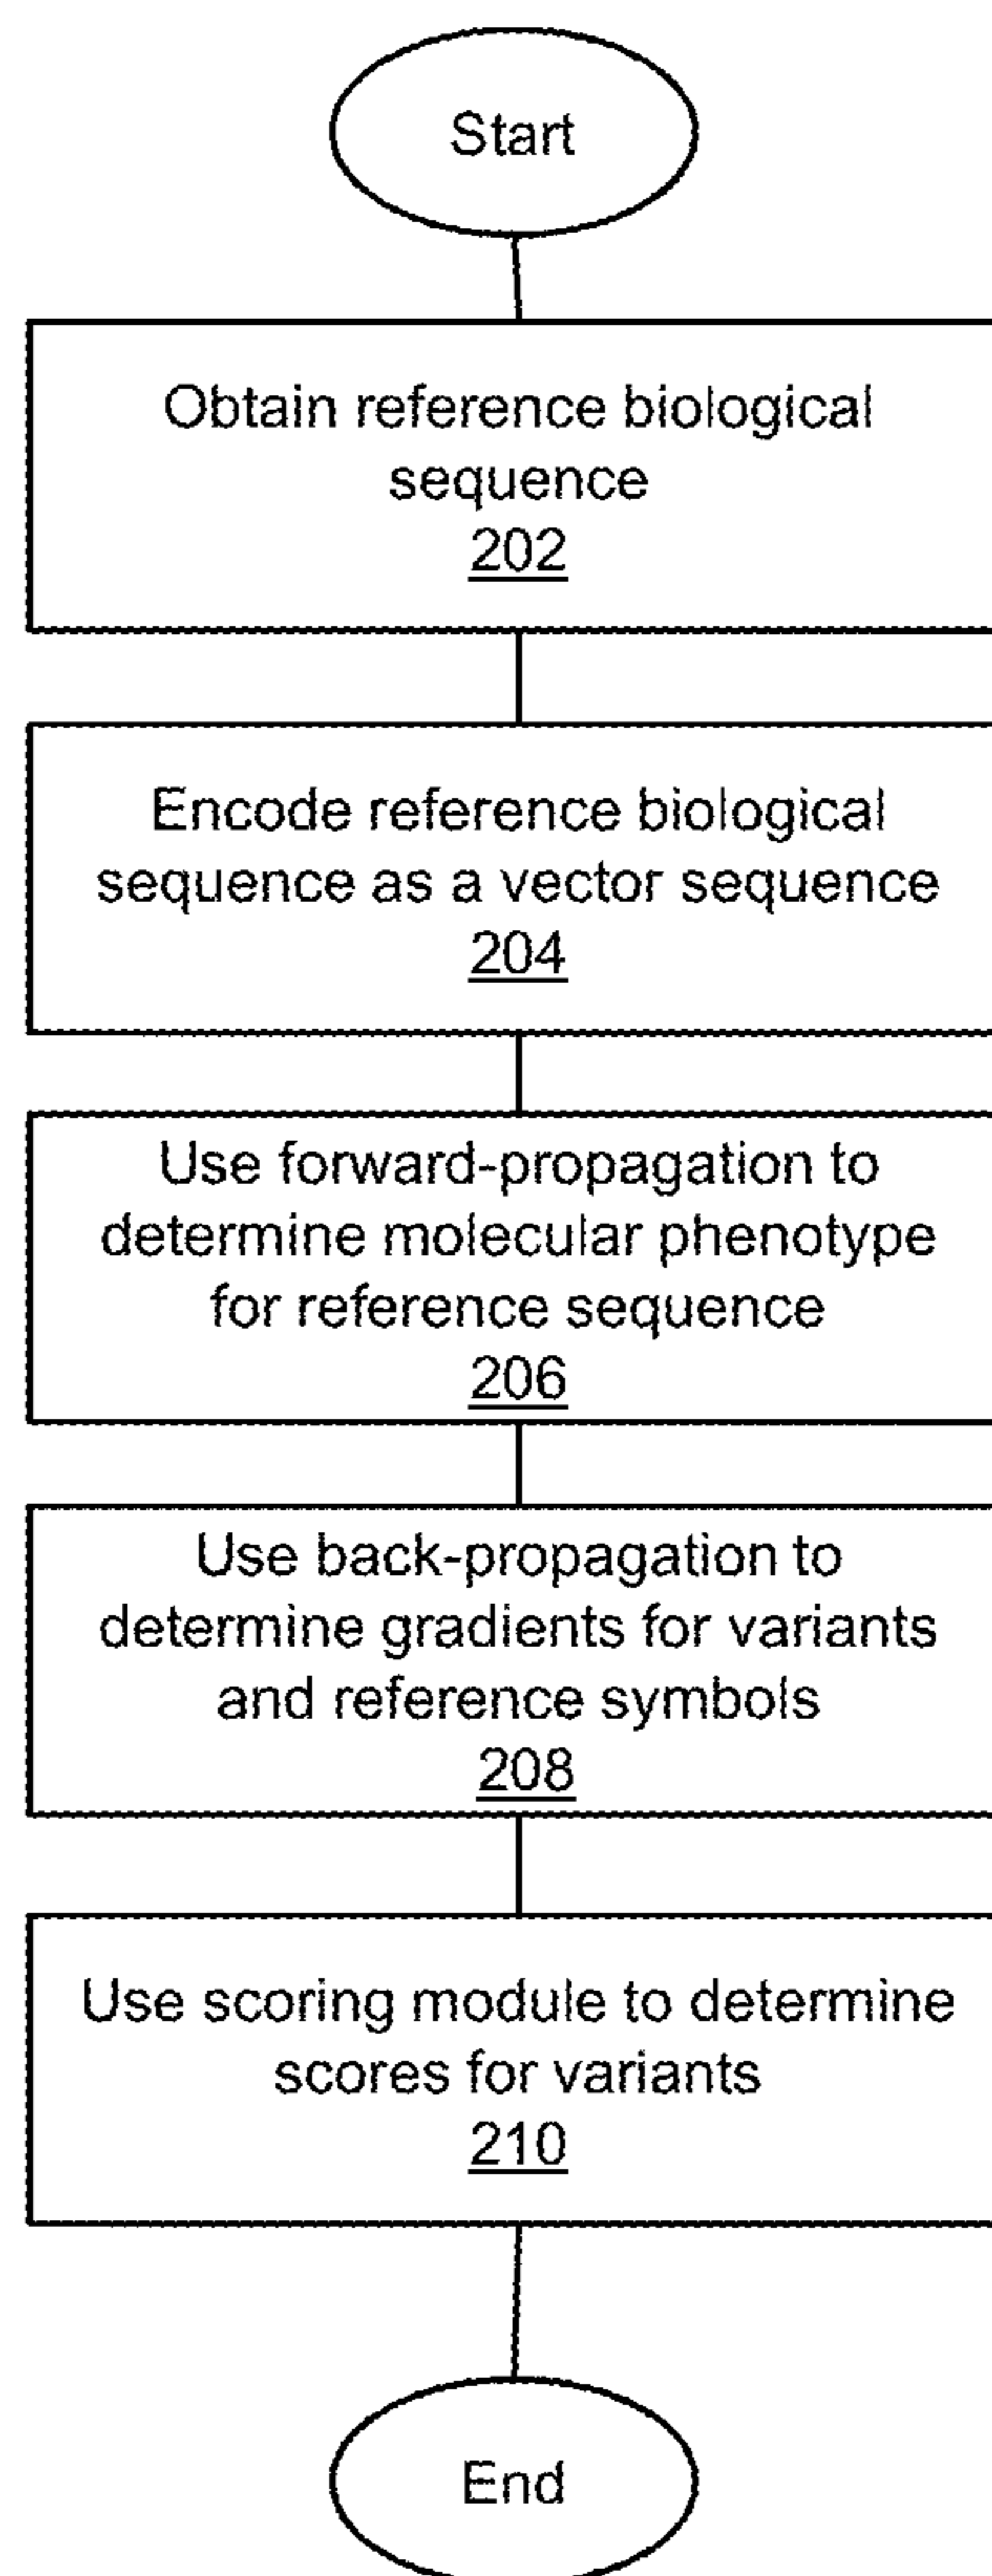 Start
Obtain reference biological
sequence
202
Encode reference biological
sequence as a vector sequence
204
Use forward-propagation to
determine molecular phenotype
for reference sequence
206
Use back-propagation to
determine gradients for variants
and reference symbols
208
Use scoring module to determine
scores for variants
210
End